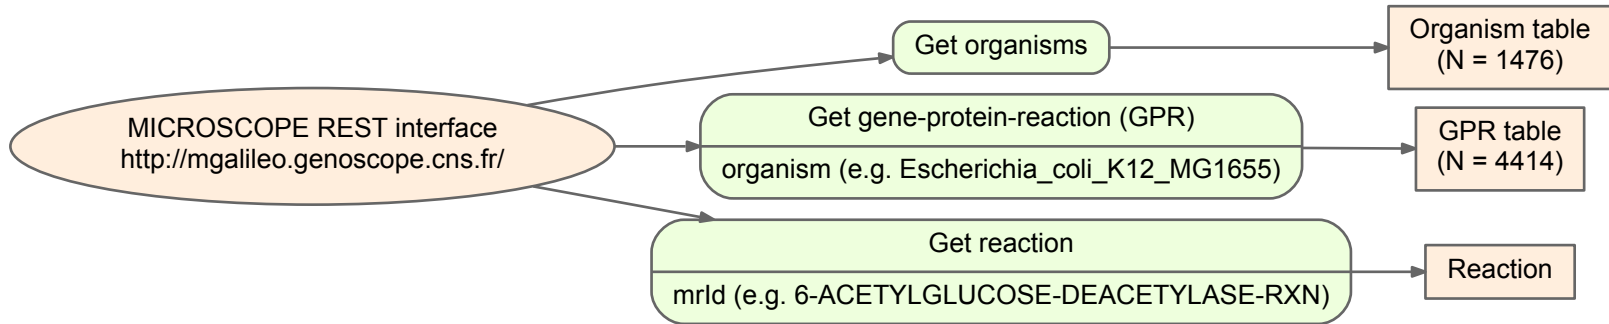 MICROSCOPE REST interface
http://mgalileo.genoscope.cns.fr/
Get organisms
Organism table
(N = 1476)
Get gene-protein-reaction (GPR)
organism (e.g. Escherichia_coli_K12_MG1655)
GPR table
(N = 4414)
Get reaction
mrId (e.g. 6-ACETYLGLUCOSE-DEACETYLASE-RXN)
Reaction